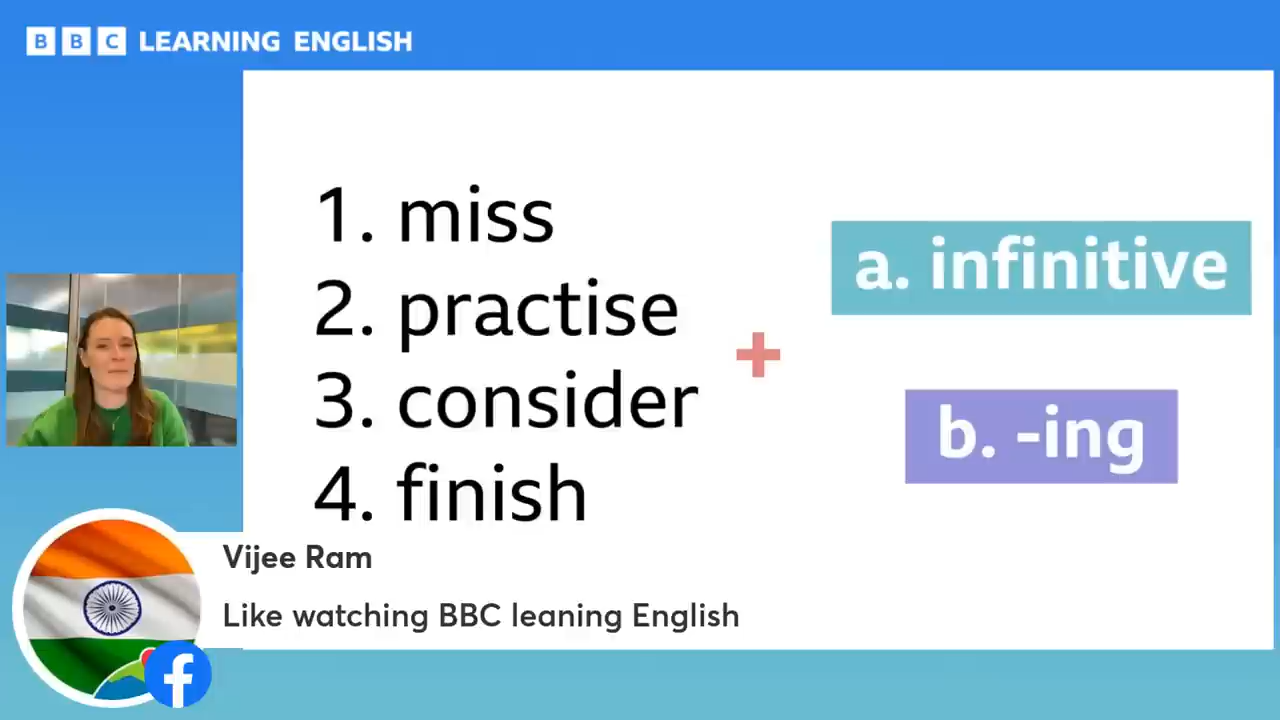 BBC LEARNING ENGLISH
1. miss
2. practise
3. consider
4. finish
+
a. infinitive
b. -ing
Vijee Ram
Like watching BBC leaning English